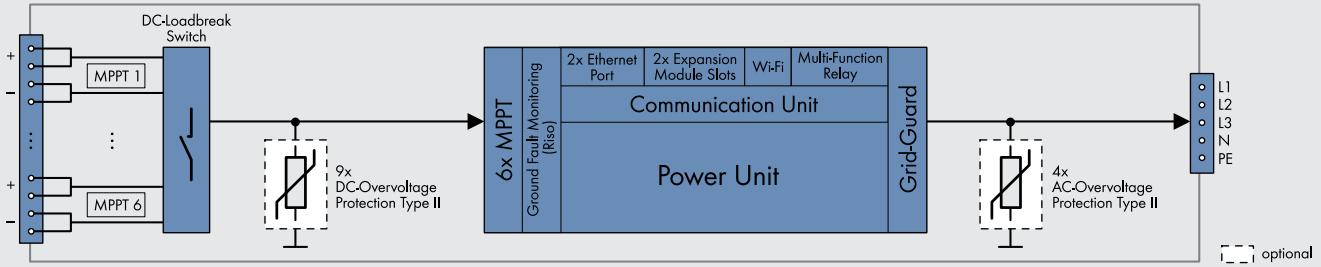 DC-Loadbreak
Switch
+
MPPT 1
–
...
...
+
MPPT 6
–
9x
DC-Overvoltage
Protection Type II
6x MPPT
Ground Fault Monitoring
(Riso)
2x Ethernet
Port
2x Expansion
Module Slots
Wi-Fi
Multi-Function
Relay
Communication Unit
Power Unit
Grid-Guard
4x
AC-Overvoltage
Protection Type II
L1
L2
L3
N
PE
optional